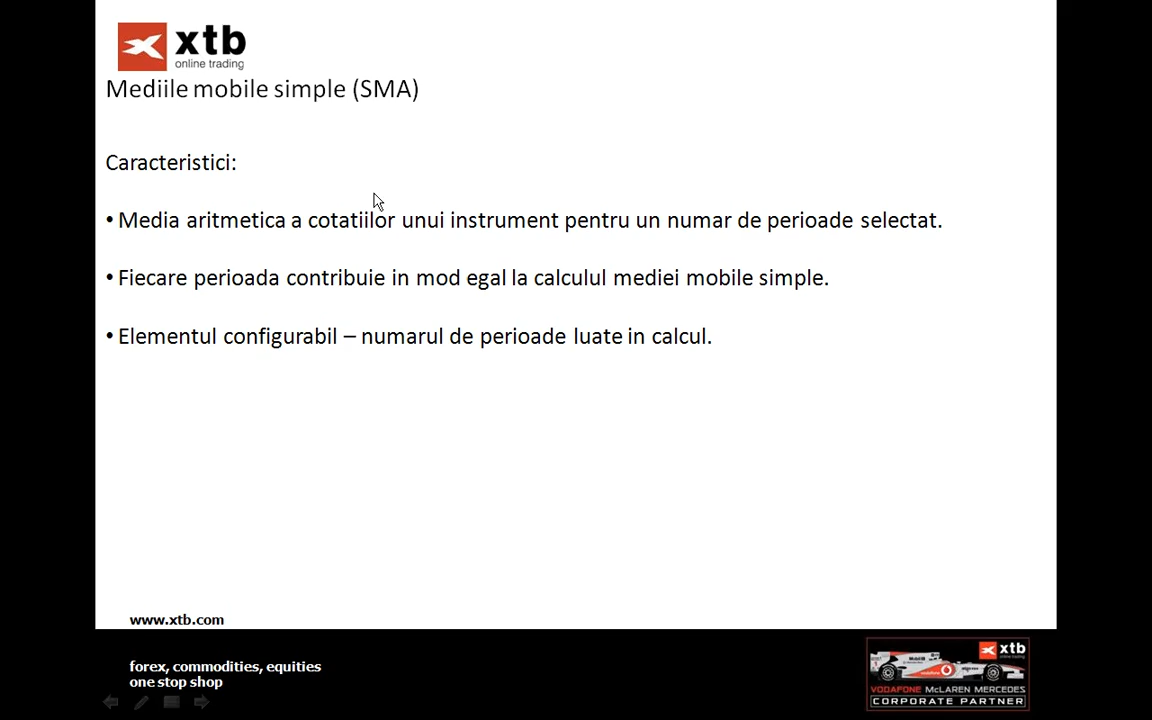 xtb
online trading
Mediile mobile simple (SMA)
Caracteristici:
• Media aritmetica a cotatiilor unui instrument pentru un numar de perioade selectat.
• Fiecare perioada contribuie in mod egal la calculul mediei mobile simple.
• Elementul configurabil – numarul de perioade luate in calcul.
www.xtb.com
forex, commodities, equities
one stop shop
xtb
online trading
VODAFONE McLAREN MERCEDES
CORPORATE PARTNER